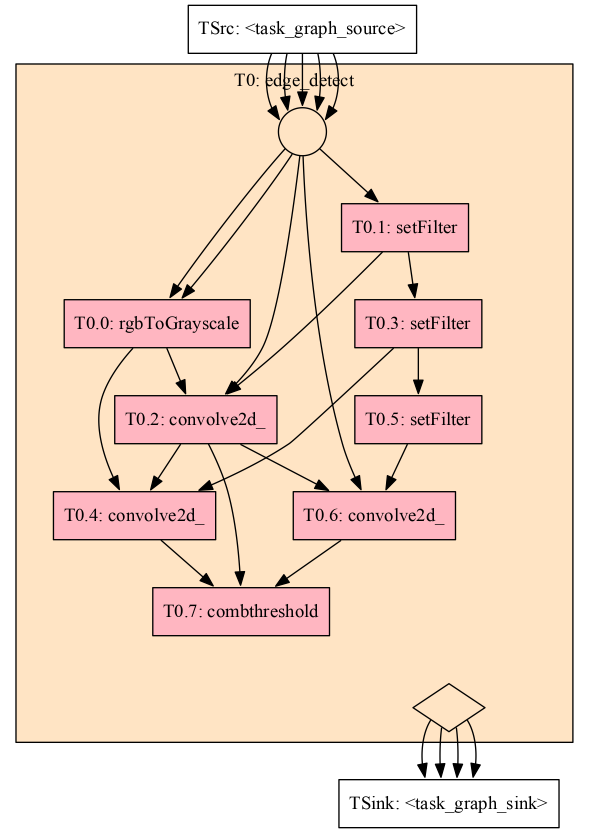 TSrc: <task_graph_source>
T0: edge_detect
T0.1: setFilter
T0.0: rgbToGrayscale
T0.3: setFilter
T0.2: convolve2d_
T0.5: setFilter
T0.4: convolve2d_
T0.6: convolve2d_
T0.7: combthreshold
TSink: <task_graph_sink>